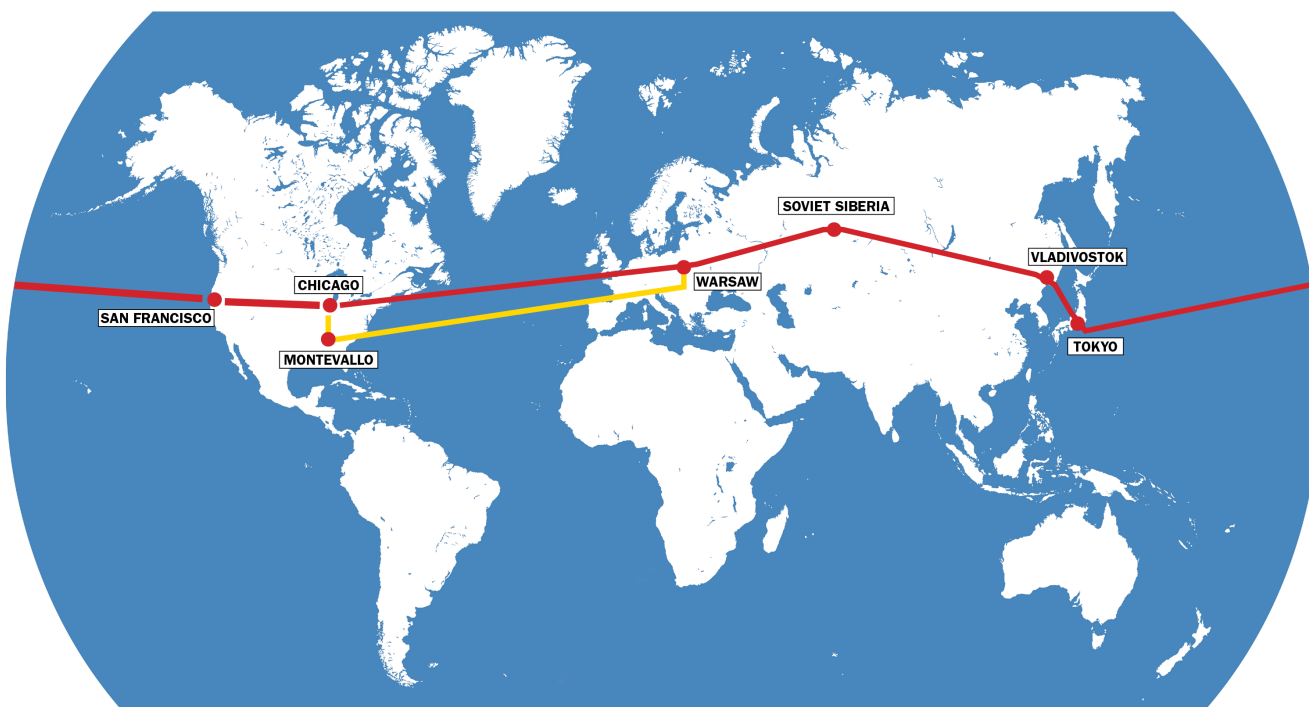 SOVIET SIBERIA
VLADIVOSTOK
WARSAW
CHICAGO
SAN FRANCISCO
TOKYO
MONTEVALLO